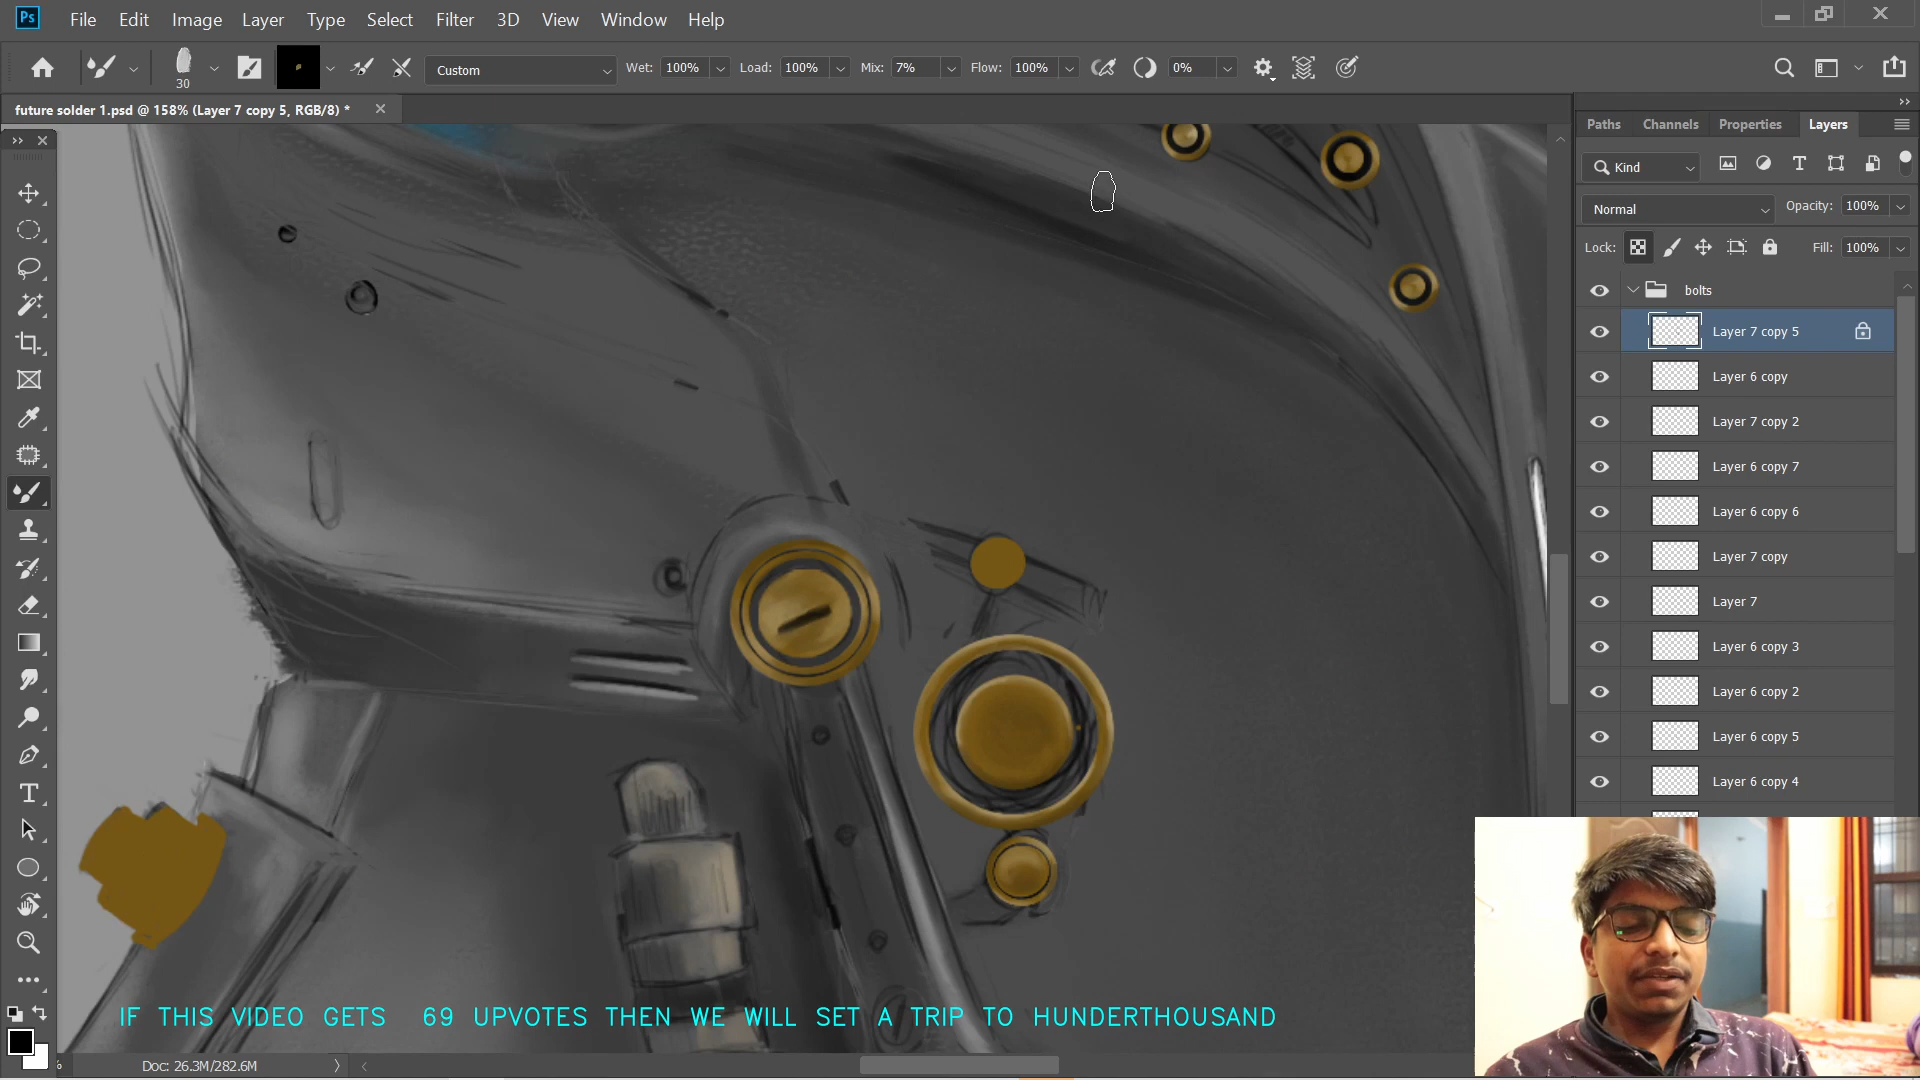 Ps File Edit Image Layer Type Select Filter 3D View Window Help
30 Custom Wet: 100% Load: 100% Mix: 7% Flow: 100% 0%
future solder 1.psd @ 158% (Layer 7 copy 5, RGB/8) *
Paths Channels Properties Layers
Kind
Normal Opacity: 100%
Lock: Fill: 100%
bolts
Layer 7 copy 5
Layer 6 copy
Layer 7 copy 2
Layer 6 copy 7
Layer 6 copy 6
Layer 7 copy
Layer 7
Layer 6 copy 3
Layer 6 copy 2
Layer 6 copy 5
Layer 6 copy 4
IF THIS VIDEO GETS 69 UPVOTES THEN WE WILL SET A TRIP TO HUNDERTHOUSAND
% Doc: 26.3M/282.6M